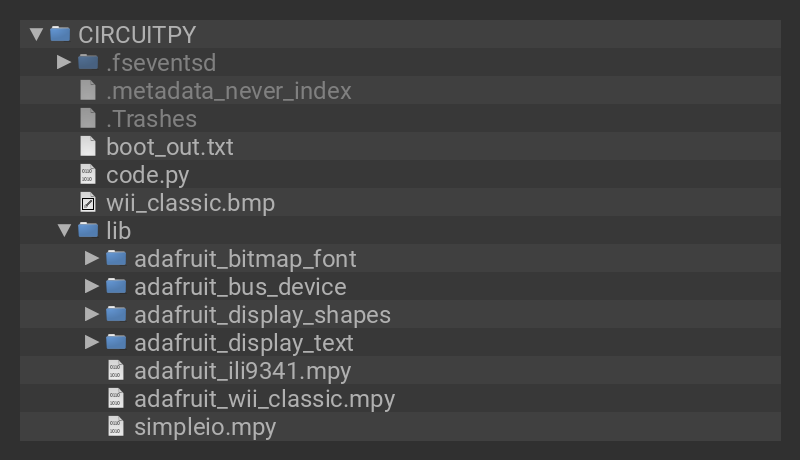 CIRCUITPY
.fseventsd
.metadata_never_index
.Trashes
boot_out.txt
code.py
wii_classic.bmp
lib
adafruit_bitmap_font
adafruit_bus_device
adafruit_display_shapes
adafruit_display_text
adafruit_ili9341.mpy
adafruit_wii_classic.mpy
simpleio.mpy